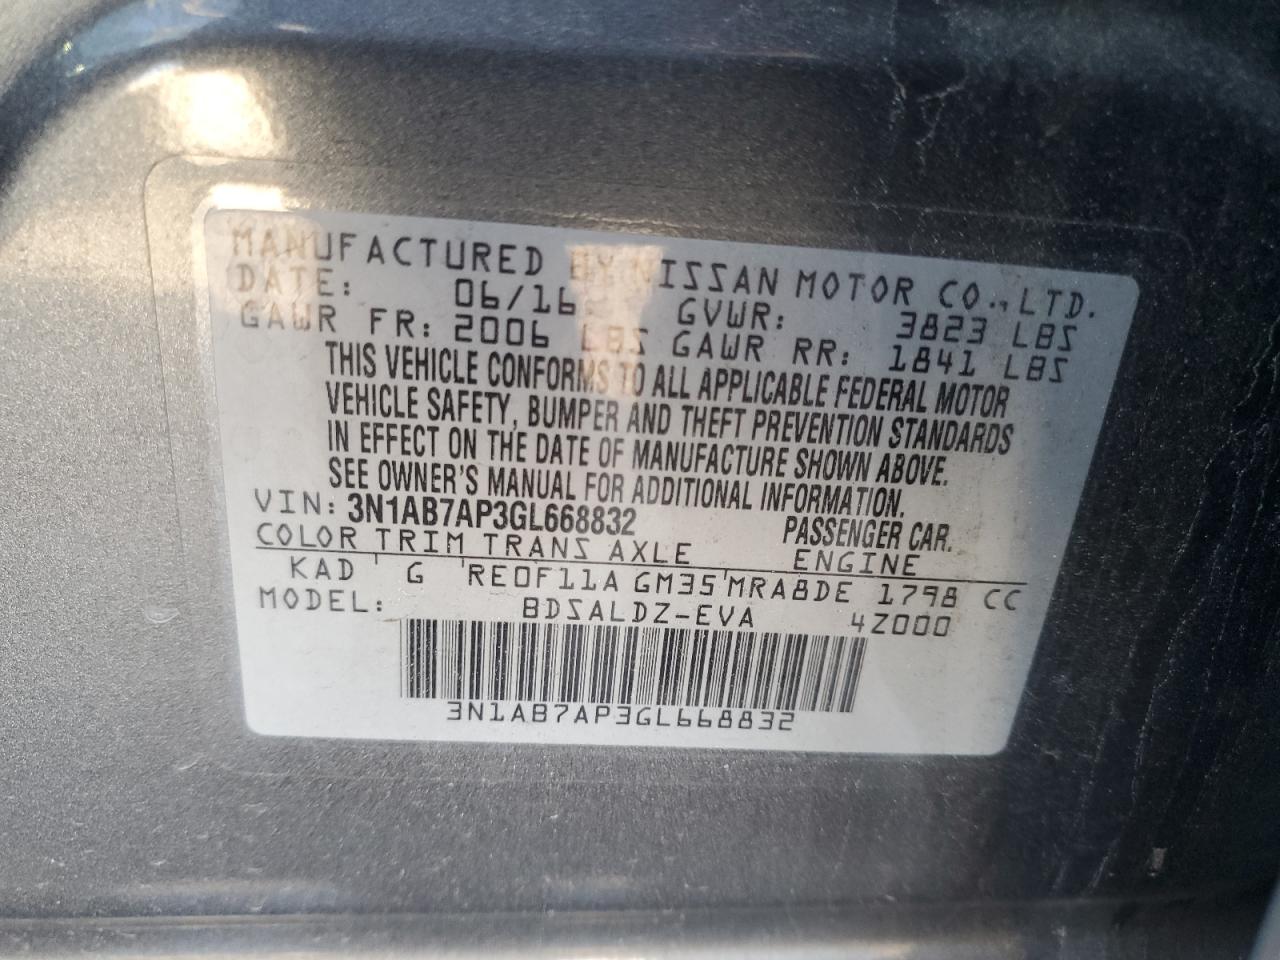 MANUFACTURED BY NISSAN MOTOR CO., LTD.
DATE: 06/16 GVWR: 3823 LBS
GAWR FR: 2006 LBS GAWR RR: 1841 LBS
THIS VEHICLE CONFORMS TO ALL APPLICABLE FEDERAL MOTOR
VEHICLE SAFETY, BUMPER AND THEFT PREVENTION STANDARDS
IN EFFECT ON THE DATE OF MANUFACTURE SHOWN ABOVE.
SEE OWNER'S MANUAL FOR ADDITIONAL INFORMATION.
VIN: 3N1AB7AP3GL668832 PASSENGER CAR.
COLOR TRIM TRANS AXLE ENGINE
KAD G RE0F11A GM35 MRA8DE 1798 CC
MODEL: BDSALDZ-EVA 4Z000
3N1AB7AP3GL668832